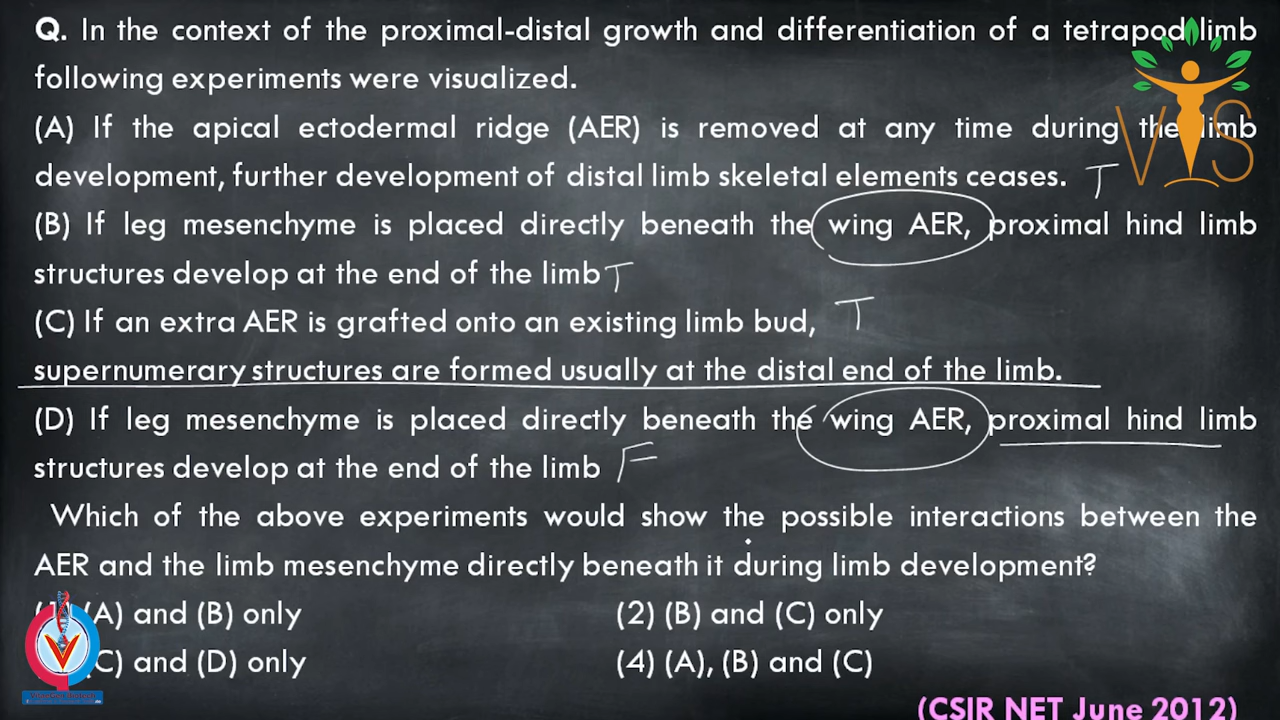 Q. In the context of the proximal-distal growth and differentiation of a tetrapod limb
following experiments were visualized.
(A) If the apical ectodermal ridge (AER) is removed at any time during the limb
development, further development of distal limb skeletal elements ceases. T
(B) If leg mesenchyme is placed directly beneath the wing AER, proximal hind limb
structures develop at the end of the limb T
(C) If an extra AER is grafted onto an existing limb bud, T
supernumerary structures are formed usually at the distal end of the limb.
(D) If leg mesenchyme is placed directly beneath the wing AER, proximal hind limb
structures develop at the end of the limb F
Which of the above experiments would show the possible interactions between the
AER and the limb mesenchyme directly beneath it during limb development?
(A) and (B) only (2) (B) and (C) only
(C) and (D) only (4) (A), (B) and (C)
(CSIR NET June 2012)
V S
V